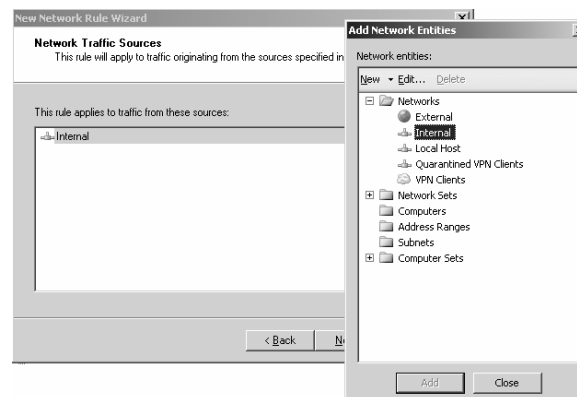 New Network Rule Wizard
Network Traffic Sources
This rule will apply to traffic originating from the sources specified in
This rule applies to traffic from these sources:
Internal
< Back
Add Network Entities
Network entities:
New Edit... Delete
Networks
External
Internal
Local Host
Quarantined VPN Clients
VPN Clients
Network Sets
Computers
Address Ranges
Subnets
Computer Sets
Add Close